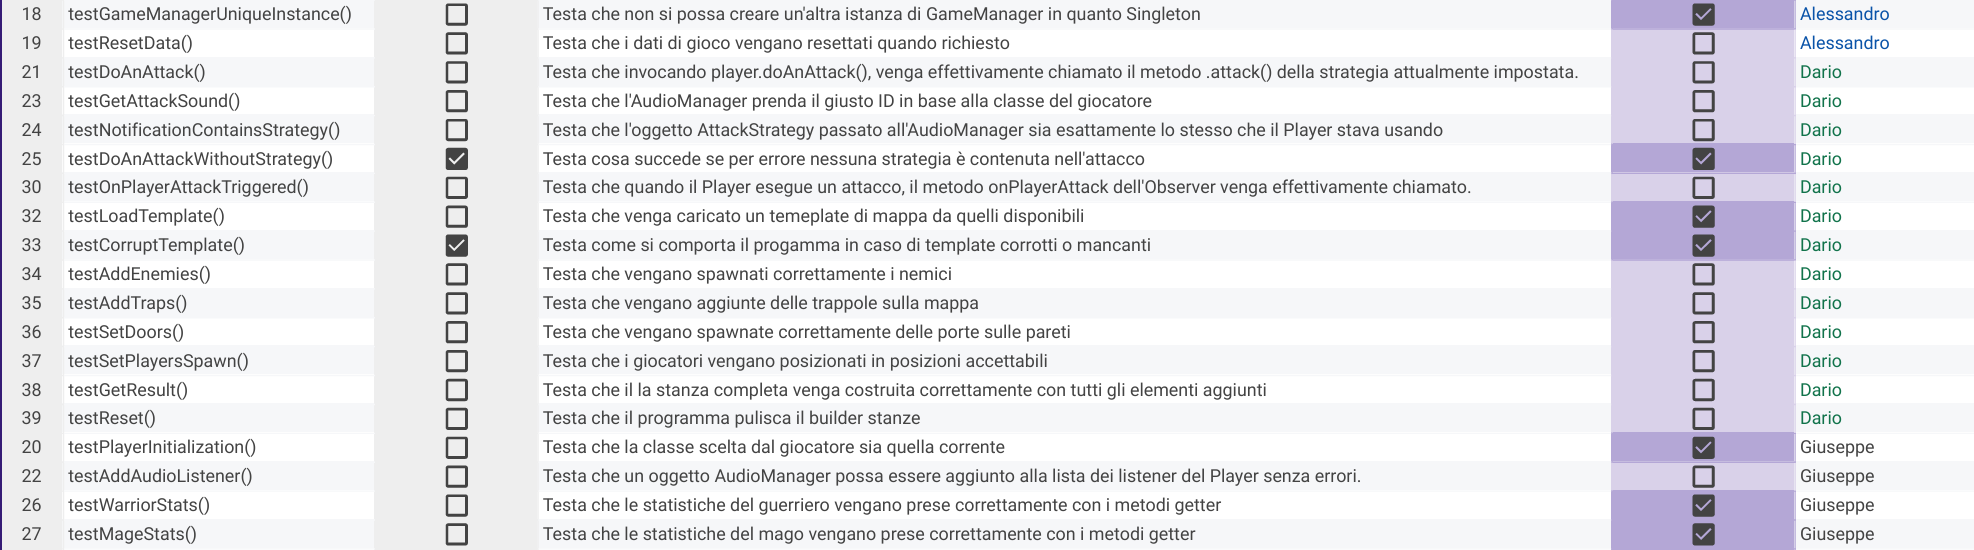 18 testGameManagerUniqueInstance() Testa che non si possa creare un'altra istanza di GameManager in quanto Singleton Alessandro
19 testResetData() Testa che i dati di gioco vengano resettati quando richiesto Alessandro
21 testDoAnAttack() Testa che invocando player.doAnAttack(), venga effettivamente chiamato il metodo .attack() della strategia attualmente impostata. Dario
23 testGetAttackSound() Testa che l'AudioManager prenda il giusto ID in base alla classe del giocatore Dario
24 testNotificationContainsStrategy() Testa che l'oggetto AttackStrategy passato all'AudioManager sia esattamente lo stesso che il Player stava usando Dario
25 testDoAnAttackWithoutStrategy() Testa cosa succede se per errore nessuna strategia è contenuta nell'attacco Dario
30 testOnPlayerAttackTriggered() Testa che quando il Player esegue un attacco, il metodo onPlayerAttack dell'Observer venga effettivamente chiamato. Dario
32 testLoadTemplate() Testa che venga caricato un temeplate di mappa da quelli disponibili Dario
33 testCorruptTemplate() Testa come si comporta il progamma in caso di template corrotti o mancanti Dario
34 testAddEnemies() Testa che vengano spawnati correttamente i nemici Dario
35 testAddTraps() Testa che vengano aggiunte delle trappole sulla mappa Dario
36 testSetDoors() Testa che vengano spawnate correttamente delle porte sulle pareti Dario
37 testSetPlayersSpawn() Testa che i giocatori vengano posizionati in posizioni accettabili Dario
38 testGetResult() Testa che il la stanza completa venga costruita correttamente con tutti gli elementi aggiunti Dario
39 testReset() Testa che il programma pulisca il builder stanze Dario
20 testPlayerInitialization() Testa che la classe scelta dal giocatore sia quella corrente Giuseppe
22 testAddAudioListener() Testa che un oggetto AudioManager possa essere aggiunto alla lista dei listener del Player senza errori. Giuseppe
26 testWarriorStats() Testa che le statistiche del guerriero vengano prese correttamente con i metodi getter Giuseppe
27 testMageStats() Testa che le statistiche del mago vengano prese correttamente con i metodi getter Giuseppe